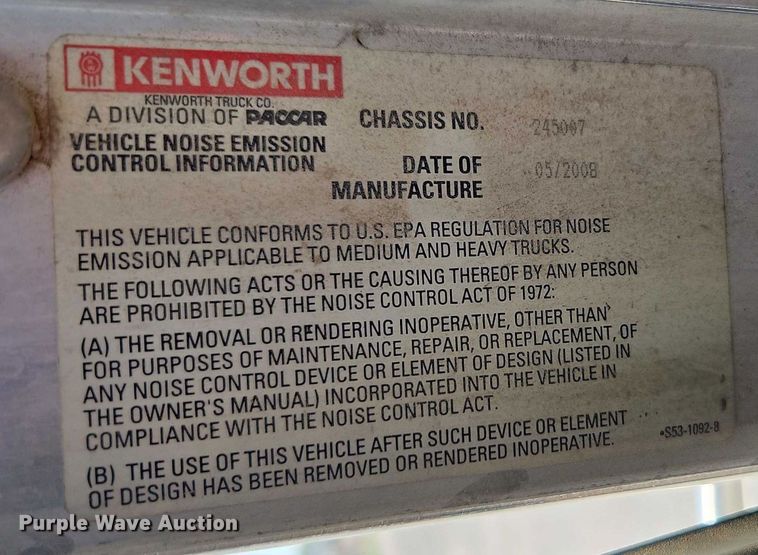 KENWORTH
KENWORTH TRUCK CO.
A DIVISION OF PACCAR
VEHICLE NOISE EMISSION
CONTROL INFORMATION
CHASSIS NO. 245007
DATE OF
MANUFACTURE
05/2008
THIS VEHICLE CONFORMS TO U.S. EPA REGULATION FOR NOISE
EMISSION APPLICABLE TO MEDIUM AND HEAVY TRUCKS.
THE FOLLOWING ACTS OR THE CAUSING THEREOF BY ANY PERSON
ARE PROHIBITED BY THE NOISE CONTROL ACT OF 1972:
(A) THE REMOVAL OR RENDERING INOPERATIVE, OTHER THAN
FOR PURPOSES OF MAINTENANCE, REPAIR, OR REPLACEMENT, OF
ANY NOISE CONTROL DEVICE OR ELEMENT OF DESIGN (LISTED IN
THE OWNER'S MANUAL) INCORPORATED INTO THE VEHICLE IN
COMPLIANCE WITH THE NOISE CONTROL ACT.
(B) THE USE OF THIS VEHICLE AFTER SUCH DEVICE OR ELEMENT
OF DESIGN HAS BEEN REMOVED OR RENDERED INOPERATIVE.
•S53-1092-8
Purple Wave Auction